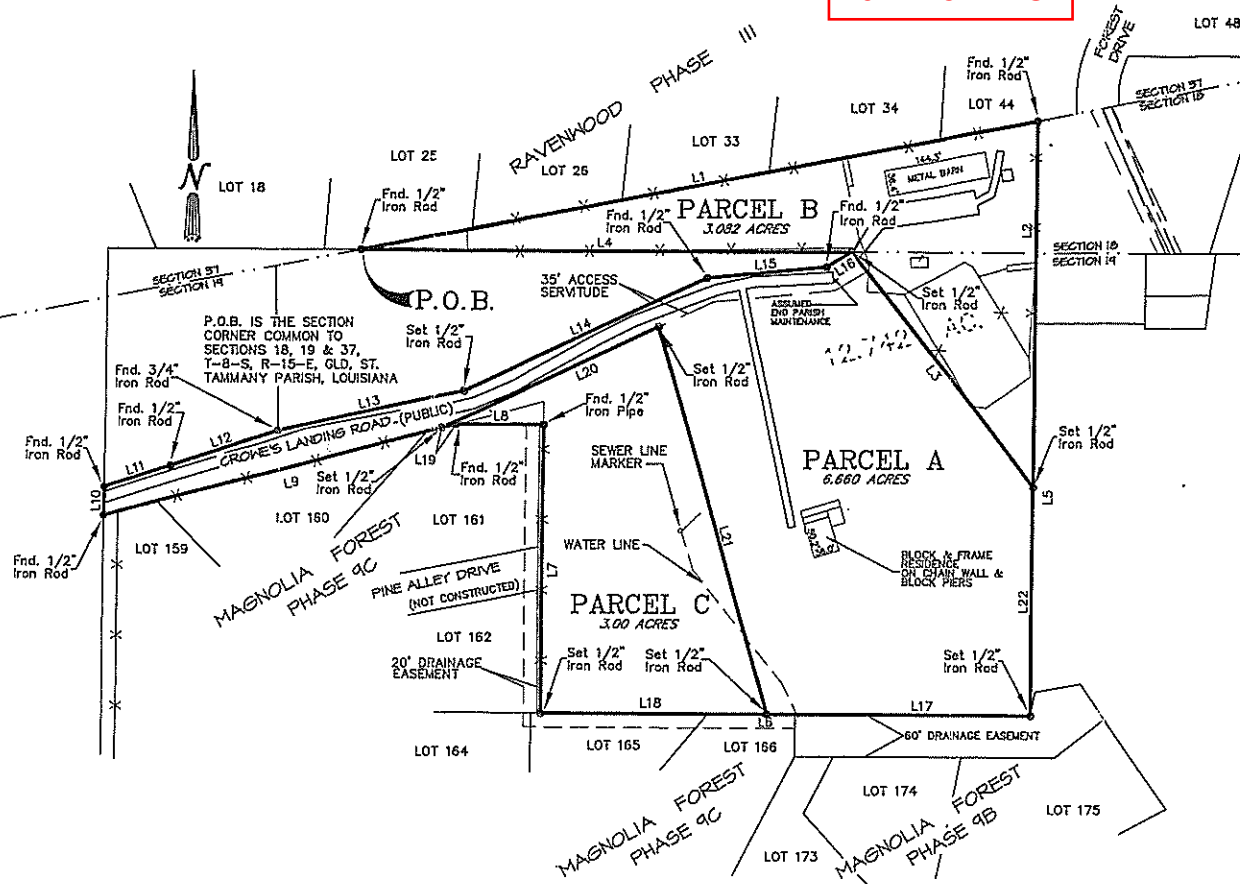 LOT 48
FOREST
DRIVE
Fnd. 1/2"
Iron Rod
SECTION 37
SECTION 18
RAVENWOOD PHASE III
LOT 44
LOT 34
LOT 33
LOT 26
LOT 25
LOT 18
N
144.3'
METAL BARN
L1
Fnd. 1/2"
Iron Rod
PARCEL B
3.082 ACRES
Fnd. 1/2"
Iron Rod
Fnd. 1/2"
Iron Rod
L2
L4
SECTION 18
SECTION 19
SECTION 37
SECTION 19
L15
L16
35' ACCESS
SERVITUDE
P.O.B.
Set 1/2"
Iron Rod
ASSUMED
END PARISH
MAINTENANCE
P.O.B. IS THE SECTION
CORNER COMMON TO
SECTIONS 18, 19 & 37,
T-8-S, R-15-E, GLD, ST.
TAMMANY PARISH, LOUISIANA
Set 1/2"
Iron Rod
L14
L20
Set 1/2"
Iron Rod
L3
Fnd. 3/4"
Iron Rod
Fnd. 1/2"
Iron Rod
L13
L12
L11
CROWE'S LANDING ROAD-(PUBLIC)
L8
Fnd. 1/2"
Iron Pipe
Fnd. 1/2"
Iron Rod
L10
L9
L19
Set 1/2"
Iron Rod
Fnd. 1/2"
Iron Rod
SEWER LINE
MARKER
PARCEL A
6.660 ACRES
Set 1/2"
Iron Rod
L5
LOT 160
LOT 161
LOT 159
Fnd. 1/2"
Iron Rod
MAGNOLIA FOREST
PHASE 9C
WATER LINE
L21
BLOCK & FRAME
RESIDENCE
ON CHAIN WALL &
BLOCK PIERS
PINE ALLEY DRIVE
(NOT CONSTRUCTED)
L7
PARCEL C
3.00 ACRES
L22
LOT 162
20' DRAINAGE
EASEMENT
Set 1/2"
Iron Rod
Set 1/2"
Iron Rod
Set 1/2"
Iron Rod
L18
L6
L17
LOT 164
LOT 165
LOT 166
60' DRAINAGE EASEMENT
MAGNOLIA FOREST
PHASE 9C
LOT 174
LOT 175
LOT 173
MAGNOLIA FOREST
PHASE 9B